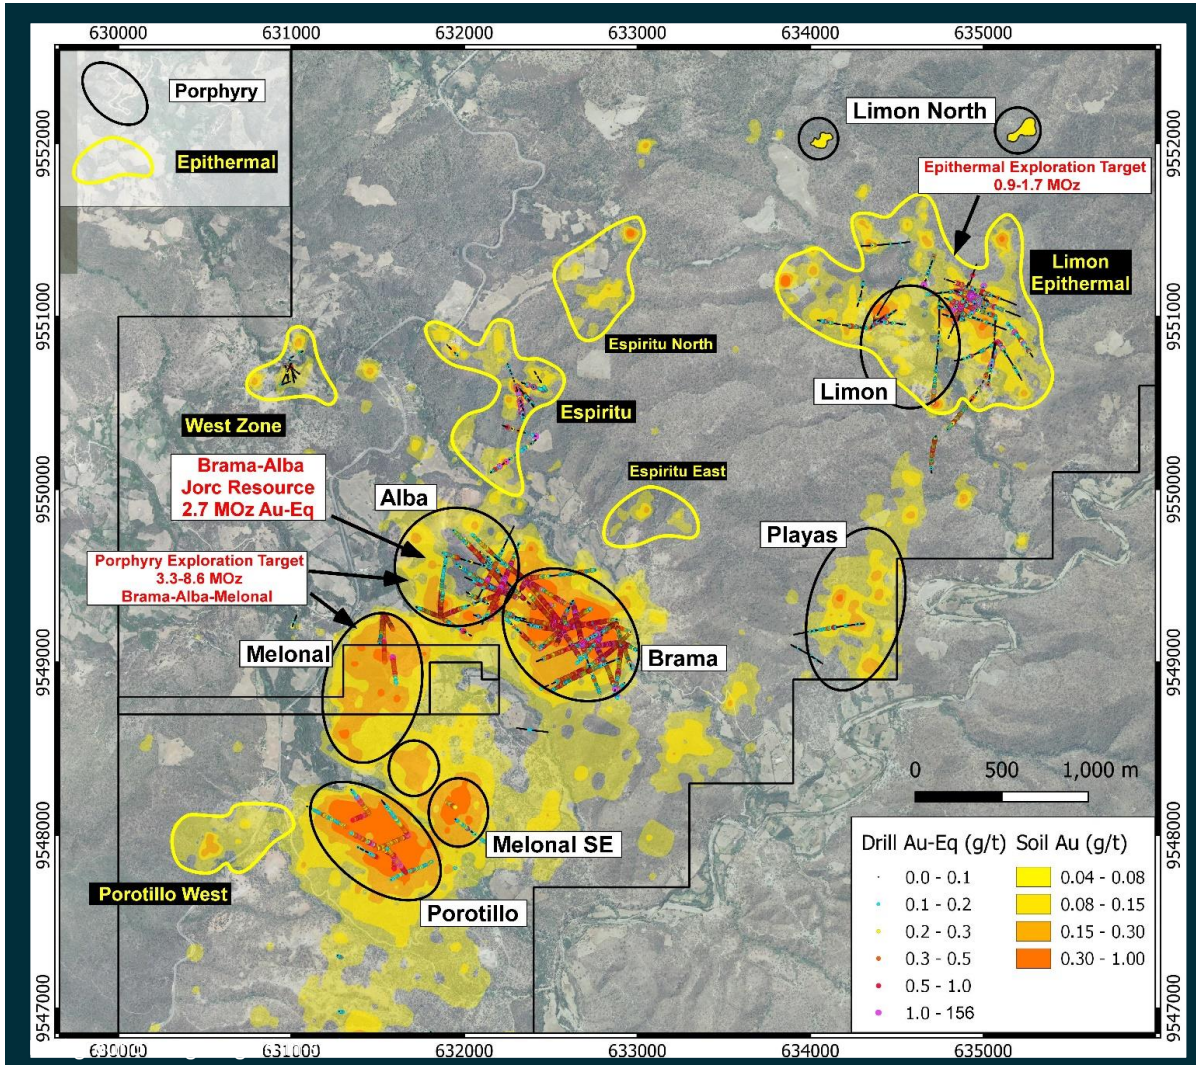 630000
631000
632000
633000
634000
635000
Porphyry
Epithermal
Limon North
Epithermal Exploration Target
0.9-1.7 MOz
Limon
Epithermal
Espiritu North
Limon
West Zone
Espiritu
Brama-Alba
Jorc Resource
2.7 MOz Au-Eq
Alba
Espiritu East
Playas
Porphyry Exploration Target
3.3-8.6 MOz
Brama-Alba-Melonal
Melonal
Brama
0 500 1,000 m
Melonal SE
Porotillo West
Porotillo
Drill Au-Eq (g/t)
0.0 - 0.1
0.1 - 0.2
0.2 - 0.3
0.3 - 0.5
0.5 - 1.0
1.0 - 156
Soil Au (g/t)
0.04 - 0.08
0.08 - 0.15
0.15 - 0.30
0.30 - 1.00
9552000
9551000
9550000
9549000
9548000
9547000
9552000
9551000
9550000
9549000
9548000
9547000
630000
631000
632000
633000
634000
635000